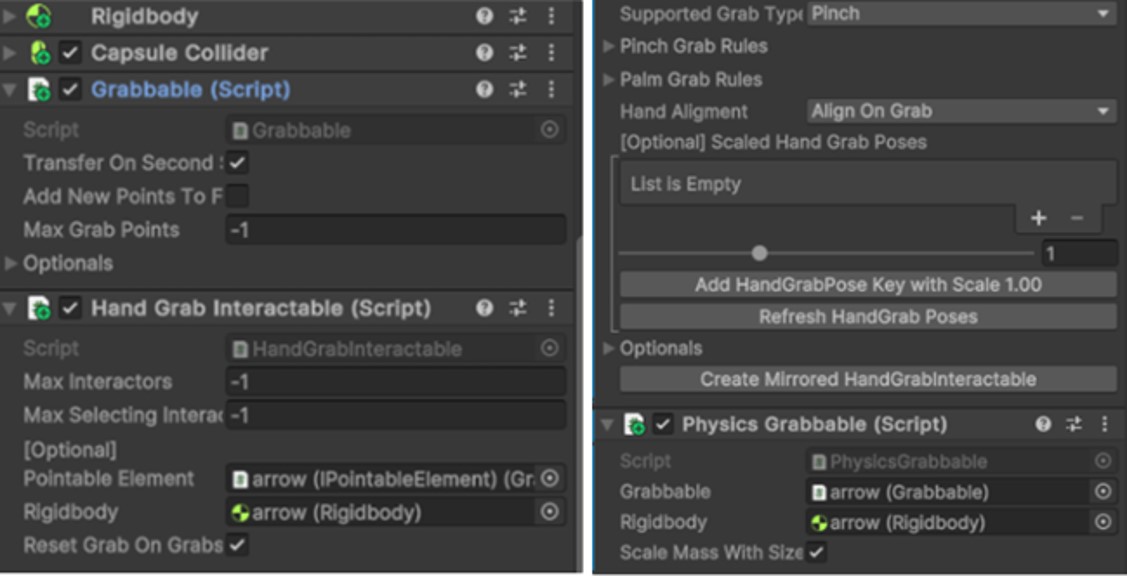 Rigidbody
Capsule Collider
Grabbable (Script)
Script Grabbable
Transfer On Second S
Add New Points To F
Max Grab Points -1
Optionals
Hand Grab Interactable (Script)
Script HandGrabInteractable
Max Interactors -1
Max Selecting Interac -1
[Optional]
Pointable Element arrow (IPointableElement) (Gr
Rigidbody arrow (Rigidbody)
Reset Grab On Grabs
Supported Grab Type Pinch
Pinch Grab Rules
Palm Grab Rules
Hand Aligment Align On Grab
[Optional] Scaled Hand Grab Poses
List is Empty
+ -
1
Add HandGrabPose Key with Scale 1.00
Refresh HandGrab Poses
Optionals
Create Mirrored HandGrabInteractable
Physics Grabbable (Script)
Script PhysicsGrabbable
Grabbable arrow (Grabbable)
Rigidbody arrow (Rigidbody)
Scale Mass With Size